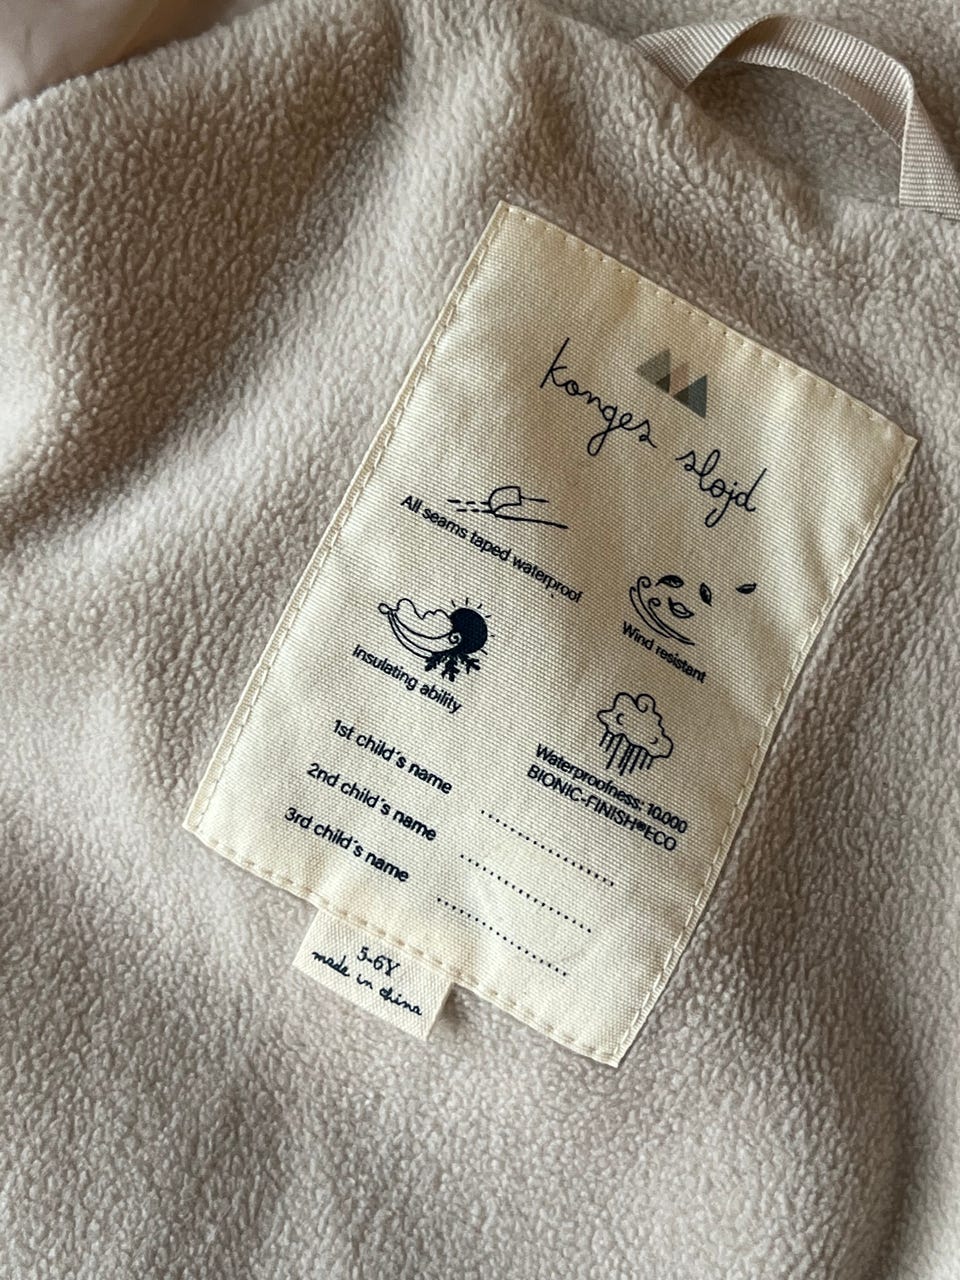 konges sløjd
All seams taped waterproof
Wind resistant
Insulating ability
Waterproofness: 10.000
BIONIC-FINISH®ECO
1st child's name ..........................
2nd child's name ..........................
3rd child's name ..........................
5-6Y
made in china